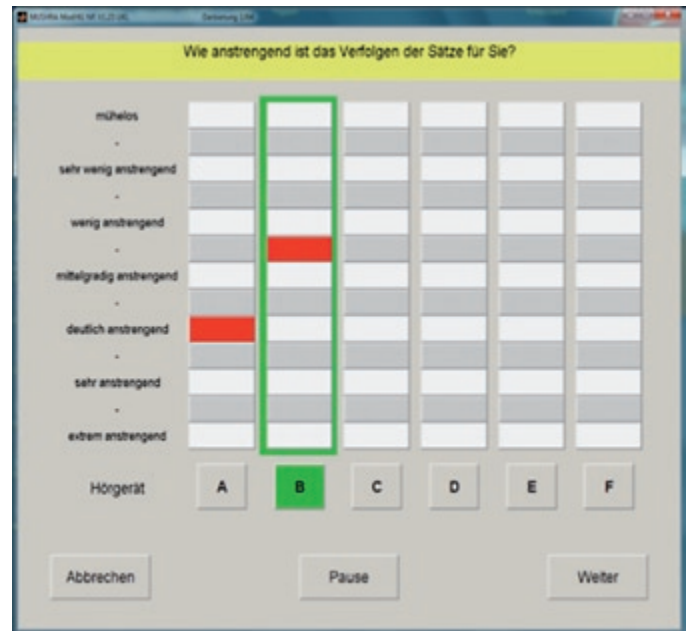 Wie anstrengend ist das Verfolgen der Sätze für Sie?
mühelos
-
sehr wenig anstrengend
-
wenig anstrengend
-
mittelgradig anstrengend
-
deutlich anstrengend
-
sehr anstrengend
-
extrem anstrengend
Hörgerät A B C D E F
Abbrechen Pause Weiter